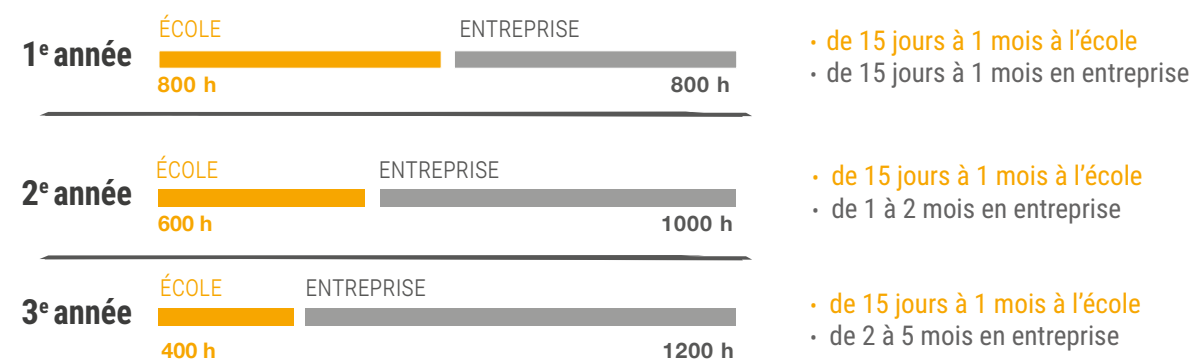 ÉCOLE ENTREPRISE
1e année
800 h 800 h
• de 15 jours à 1 mois à l’école
• de 15 jours à 1 mois en entreprise
ÉCOLE ENTREPRISE
2e année
600 h 1000 h
• de 15 jours à 1 mois à l’école
• de 1 à 2 mois en entreprise
ÉCOLE ENTREPRISE
3e année
400 h 1200 h
• de 15 jours à 1 mois à l’école
• de 2 à 5 mois en entreprise